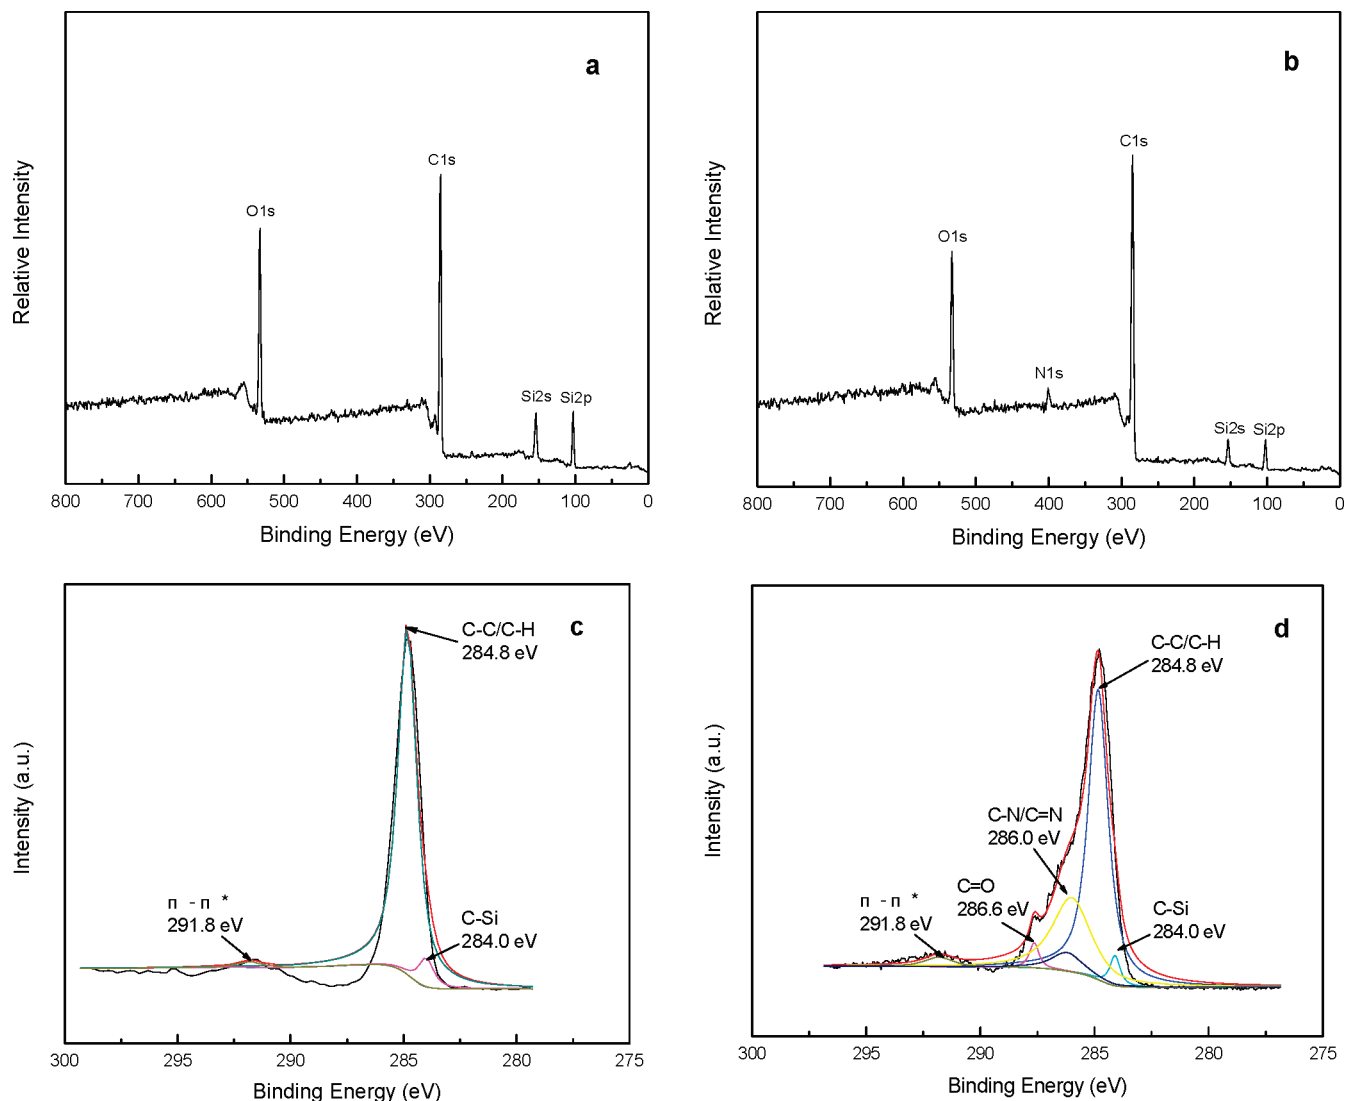 a
Relative Intensity
O1s
C1s
Si2s
Si2p
800 700 600 500 400 300 200 100 0
Binding Energy (eV)
b
Relative Intensity
O1s
N1s
C1s
Si2s
Si2p
800 700 600 500 400 300 200 100 0
Binding Energy (eV)
c
Intensity (a.u.)
C-C/C-H
284.8 eV
п - п *
291.8 eV
C-Si
284.0 eV
300 295 290 285 280 275
Binding Energy (eV)
d
Intensity (a.u.)
C-C/C-H
284.8 eV
C-N/C=N
286.0 eV
C=O
286.6 eV
п - п *
291.8 eV
C-Si
284.0 eV
300 295 290 285 280 275
Binding Energy (eV)